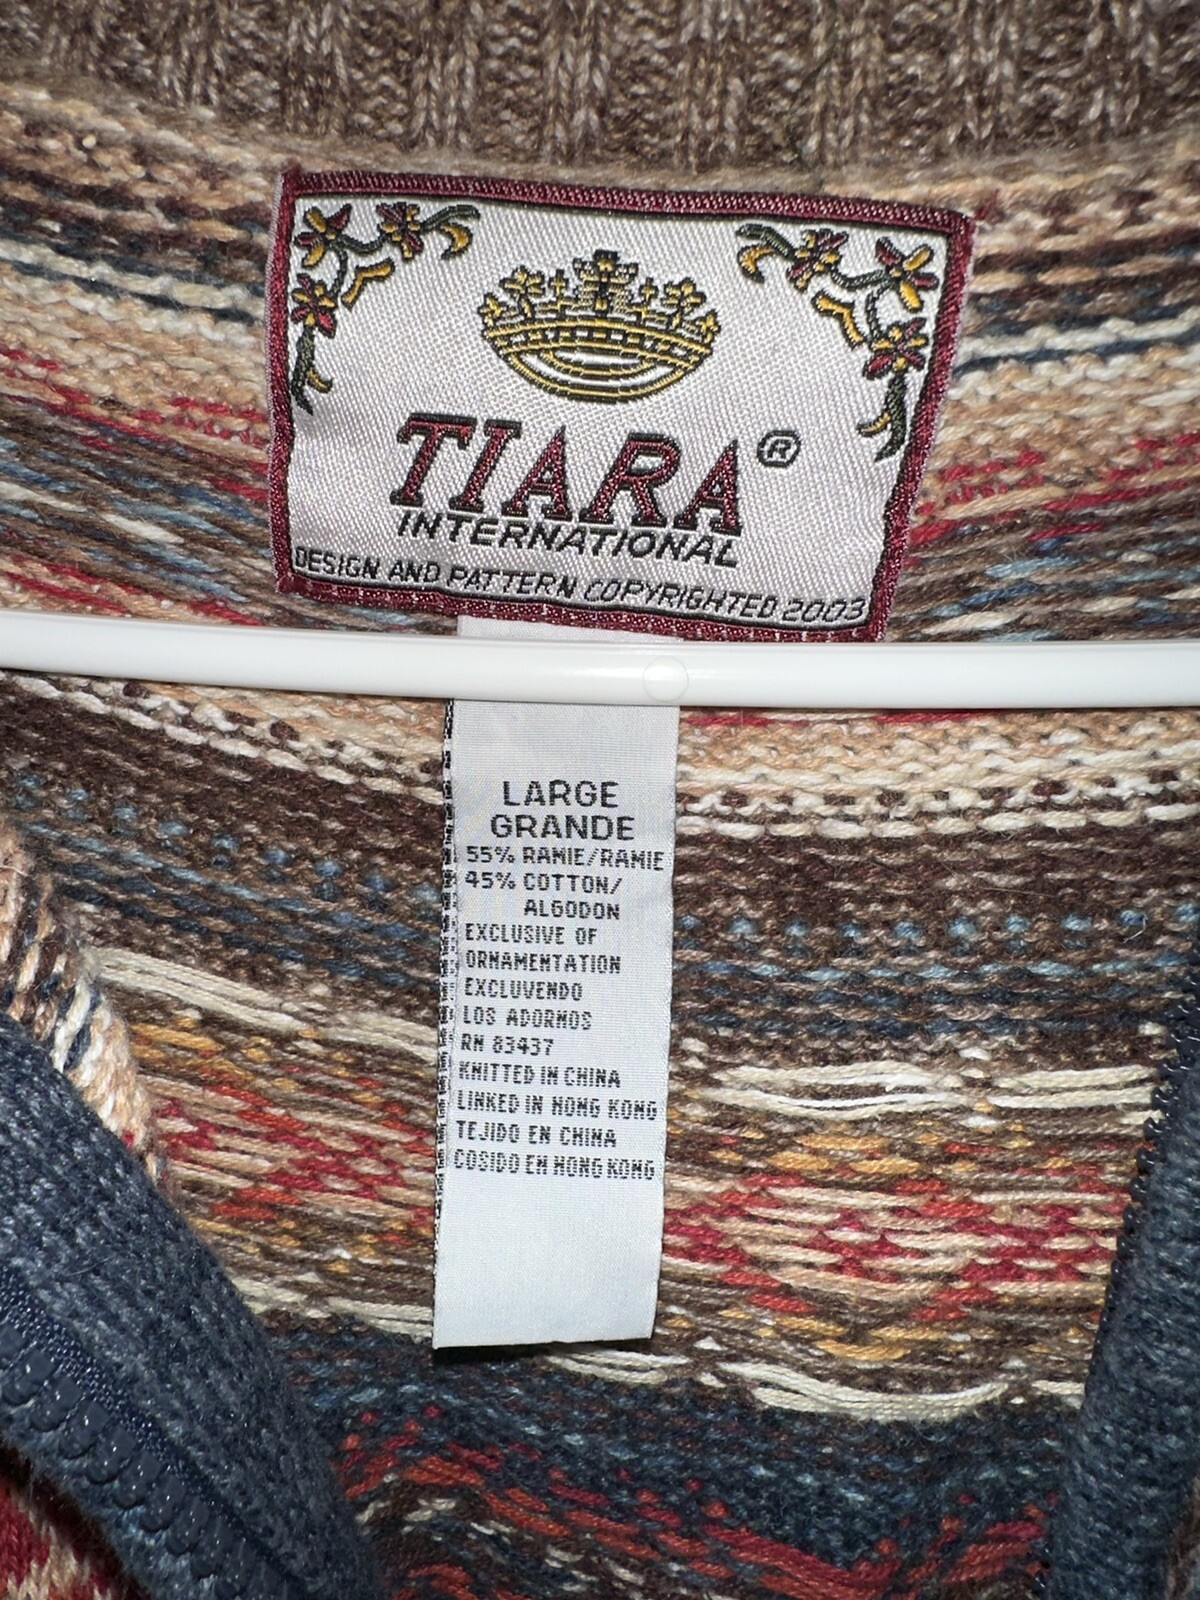 TIARA®
INTERNATIONAL
DESIGN AND PATTERN COPYRIGHTED 2003
LARGE
GRANDE
55% RAMIE/RAMIE
45% COTTON/
ALGODON
EXCLUSIVE OF
ORNAMENTATION
EXCLUVENDO
LOS ADORNOS
RN 83437
KNITTED IN CHINA
LINKED IN HONG KONG
TEJIDO EN CHINA
COSIDO EN HONG KONG